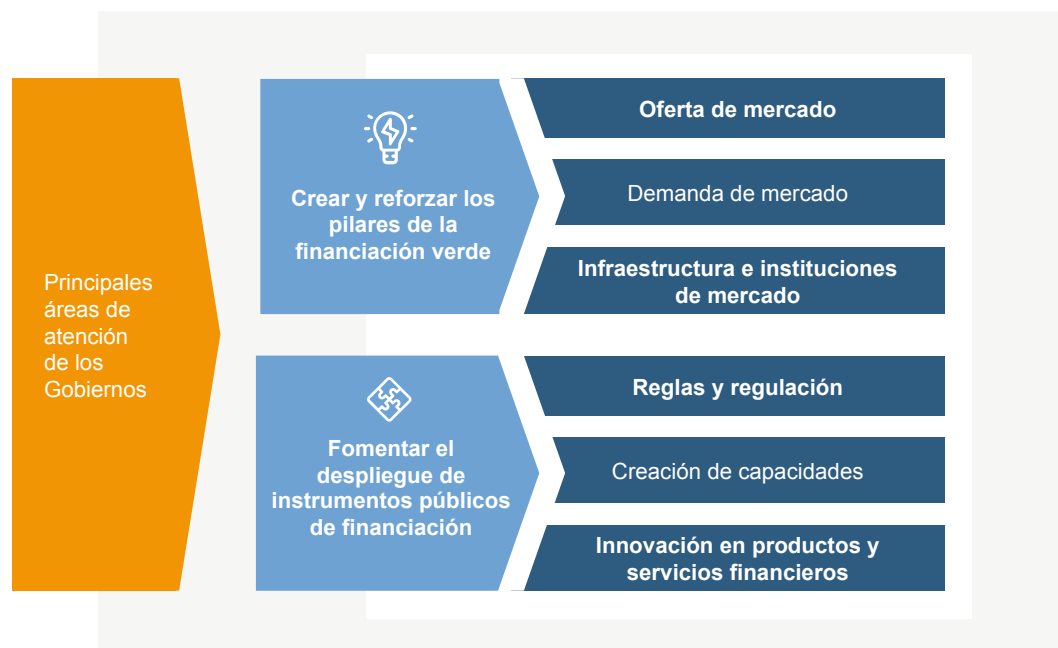 Principales
áreas de
atención
de los
Gobiernos
Crear y reforzar los
pilares de la
financiación verde
Oferta de mercado
Demanda de mercado
Infraestructura e instituciones
de mercado
Fomentar el
despliegue de
instrumentos públicos
de financiación
Reglas y regulación
Creación de capacidades
Innovación en productos y
servicios financieros